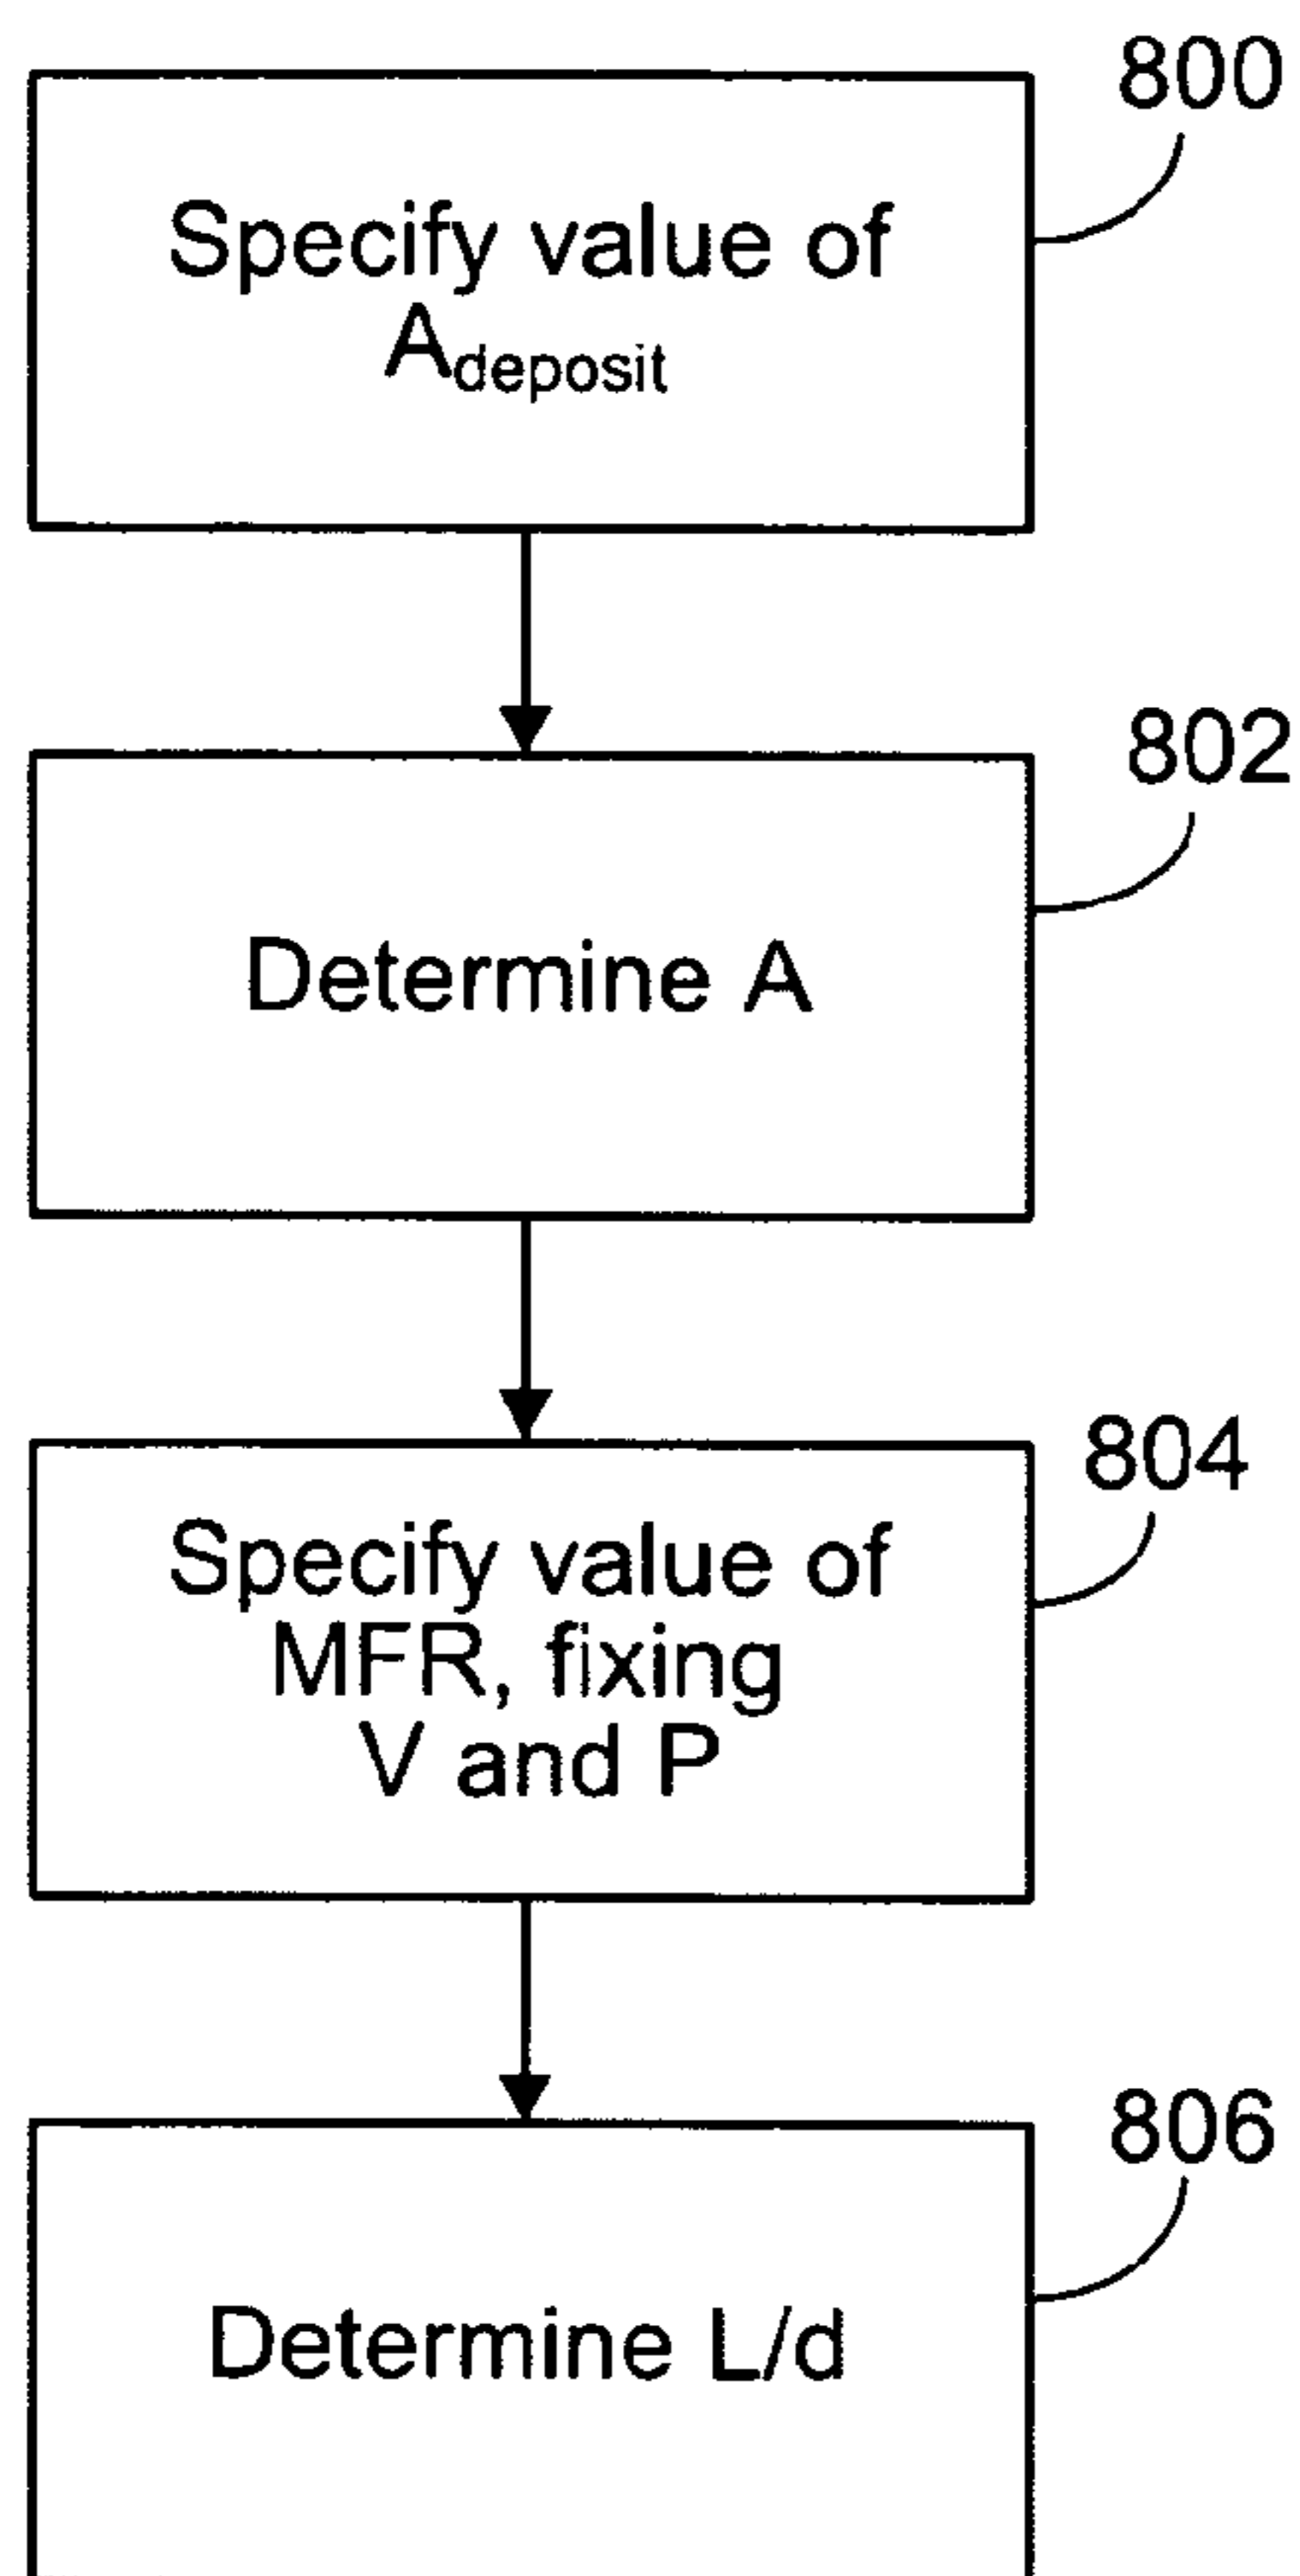 800
Specify value of
Adeposit
802
Determine A
804
Specify value of
MFR, fixing
V and P
806
Determine L/d